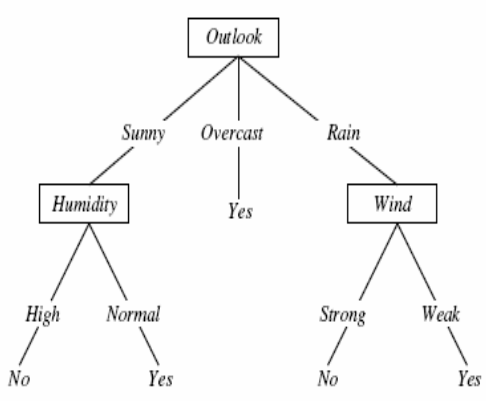 Outlook
Sunny Overcast Rain
Humidity Yes Wind
High Normal Strong Weak
No Yes No Yes